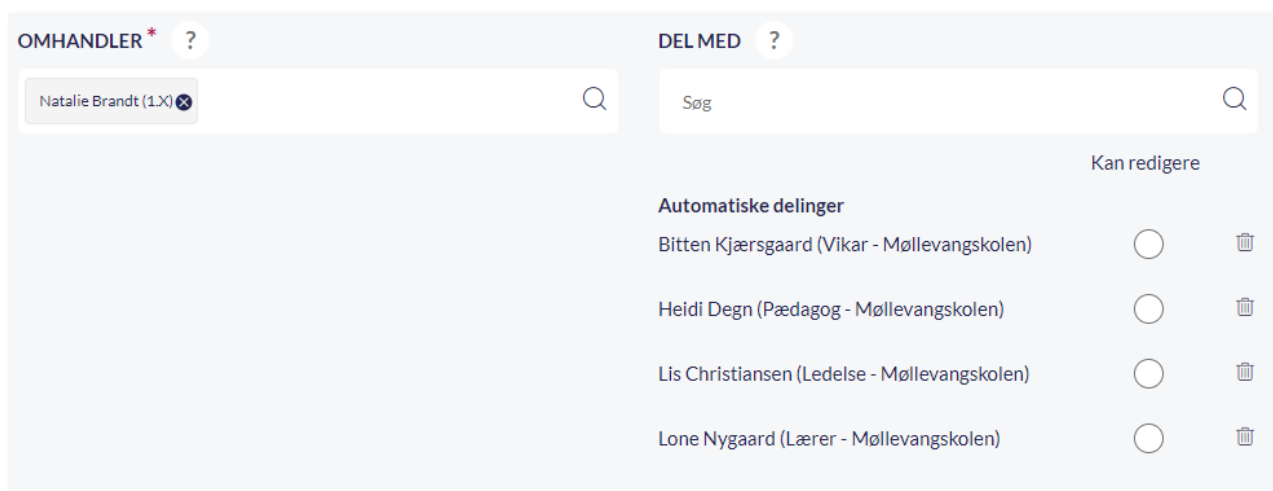 OMHANDLER* ?
Natalie Brandt (1.X)
DEL MED ?
Søg
Kan redigere
Automatiske delinger
Bitten Kjærsgaard (Vikar - Møllevangskolen)
Heidi Degn (Pædagog - Møllevangskolen)
Lis Christiansen (Ledelse - Møllevangskolen)
Lone Nygaard (Lærer - Møllevangskolen)